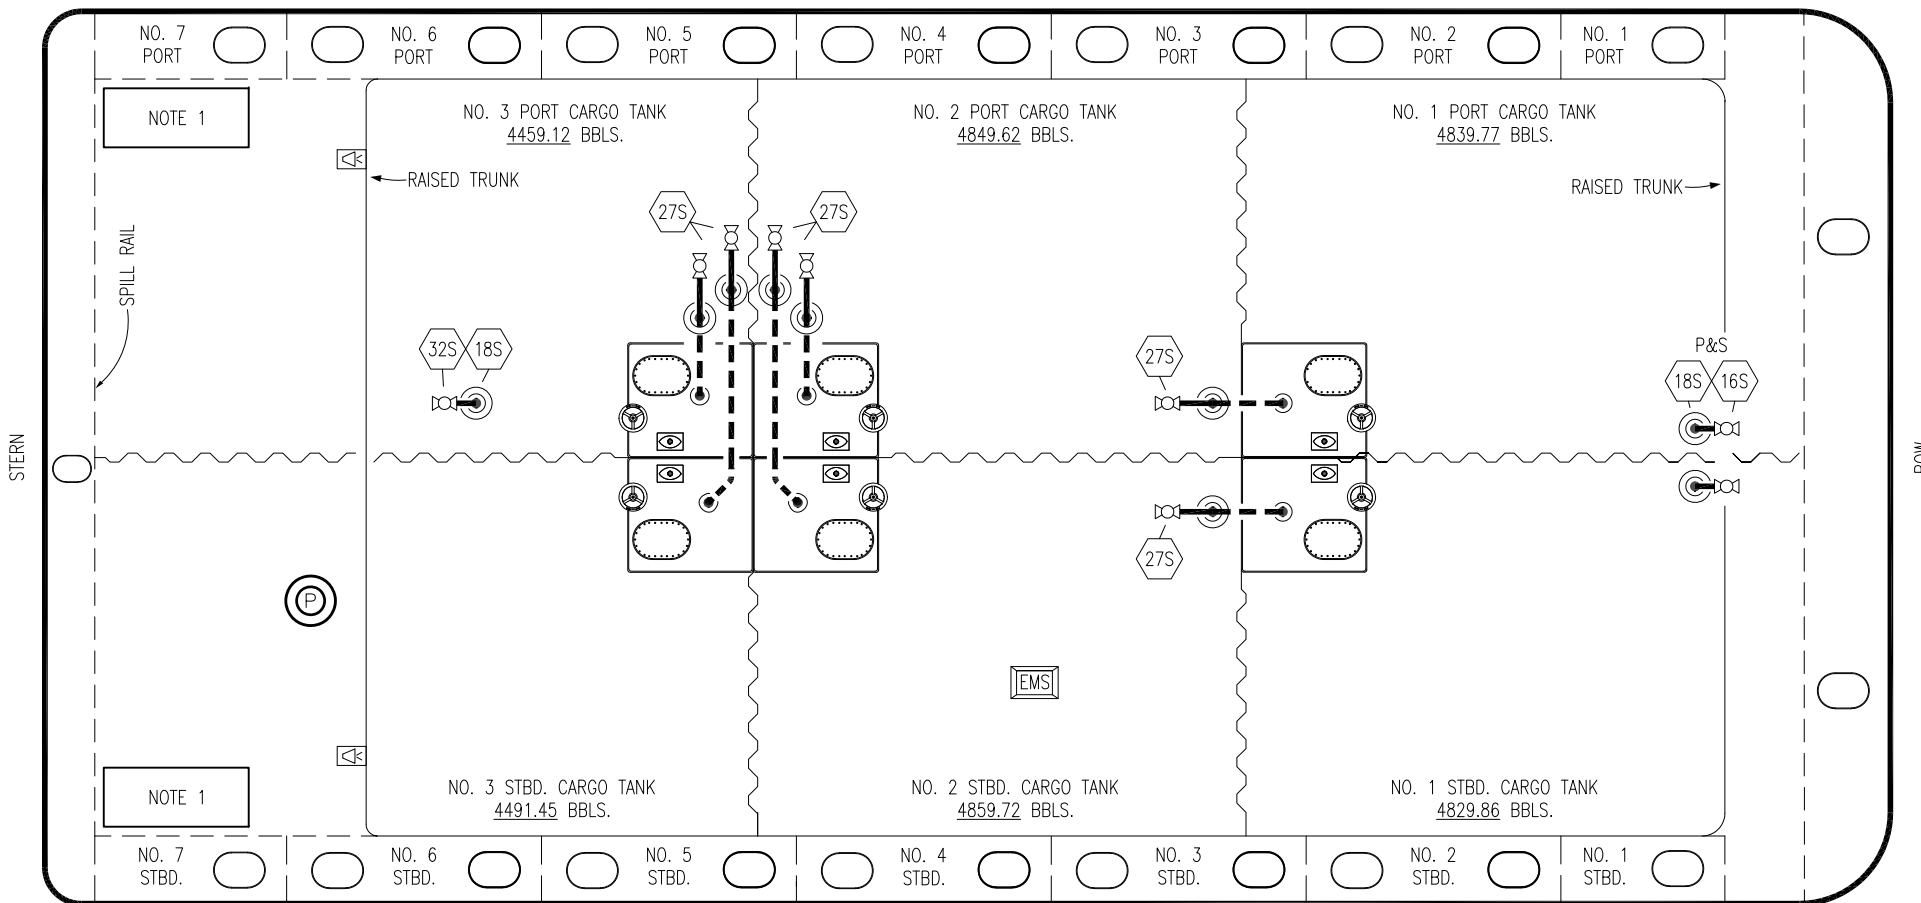 NO. 7
PORT
NO. 6
PORT
NO. 5
PORT
NO. 4
PORT
NO. 3
PORT
NO. 2
PORT
NO. 1
PORT
NOTE 1
NO. 3 PORT CARGO TANK
4459.12 BBLS.
NO. 2 PORT CARGO TANK
4849.62 BBLS.
NO. 1 PORT CARGO TANK
4839.77 BBLS.
RAISED TRUNK
RAISED TRUNK
27S
27S
SPILL RAIL
32S
18S
27S
P&S
18S
16S
STERN
BOW
27S
P
EMS
NOTE 1
NO. 3 STBD. CARGO TANK
4491.45 BBLS.
NO. 2 STBD. CARGO TANK
4859.72 BBLS.
NO. 1 STBD. CARGO TANK
4829.86 BBLS.
NO. 7
STBD.
NO. 6
STBD.
NO. 5
STBD.
NO. 4
STBD.
NO. 3
STBD.
NO. 2
STBD.
NO. 1
STBD.